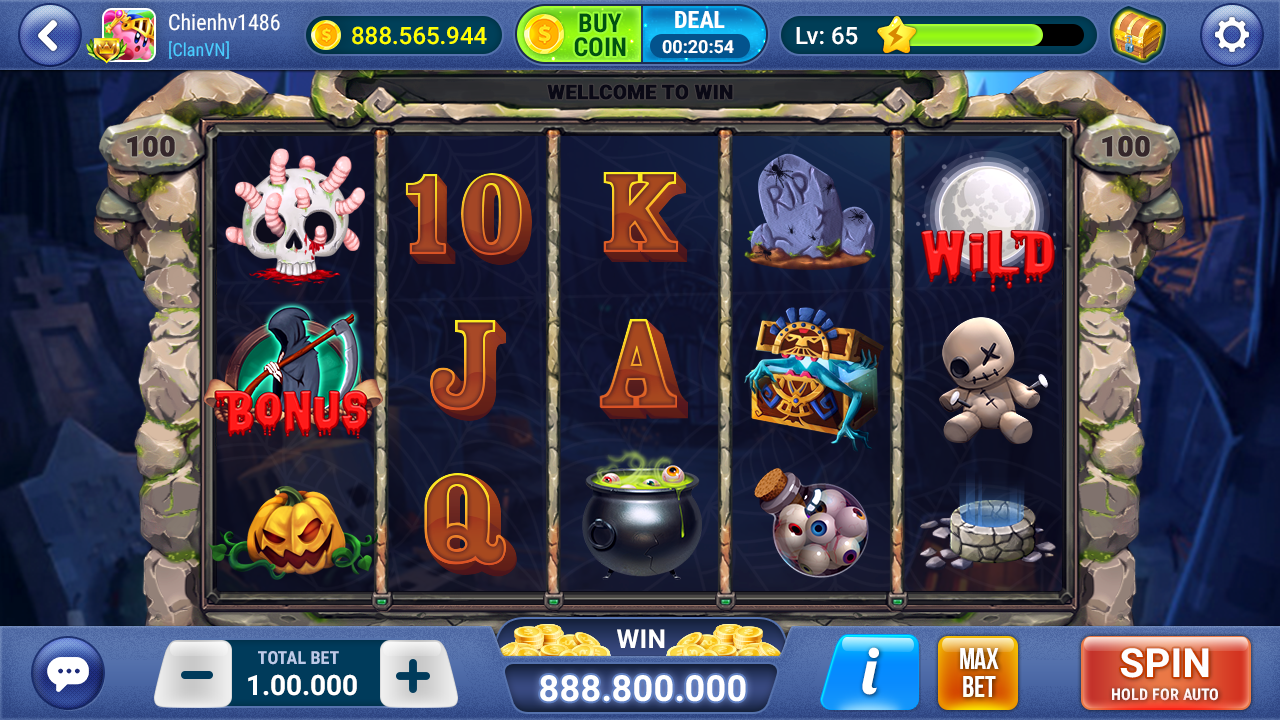 Chienhv1486
[ClanVN]
888.565.944
BUY
COIN
DEAL
00:20:54
Lv: 65
WELLCOME TO WIN
100
100
10
K
RIP
WiLD
J
A
BONUS
Q
TOTAL BET
1.00.000
WIN
888.800.000
i
MAX
BET
SPIN
HOLD FOR AUTO